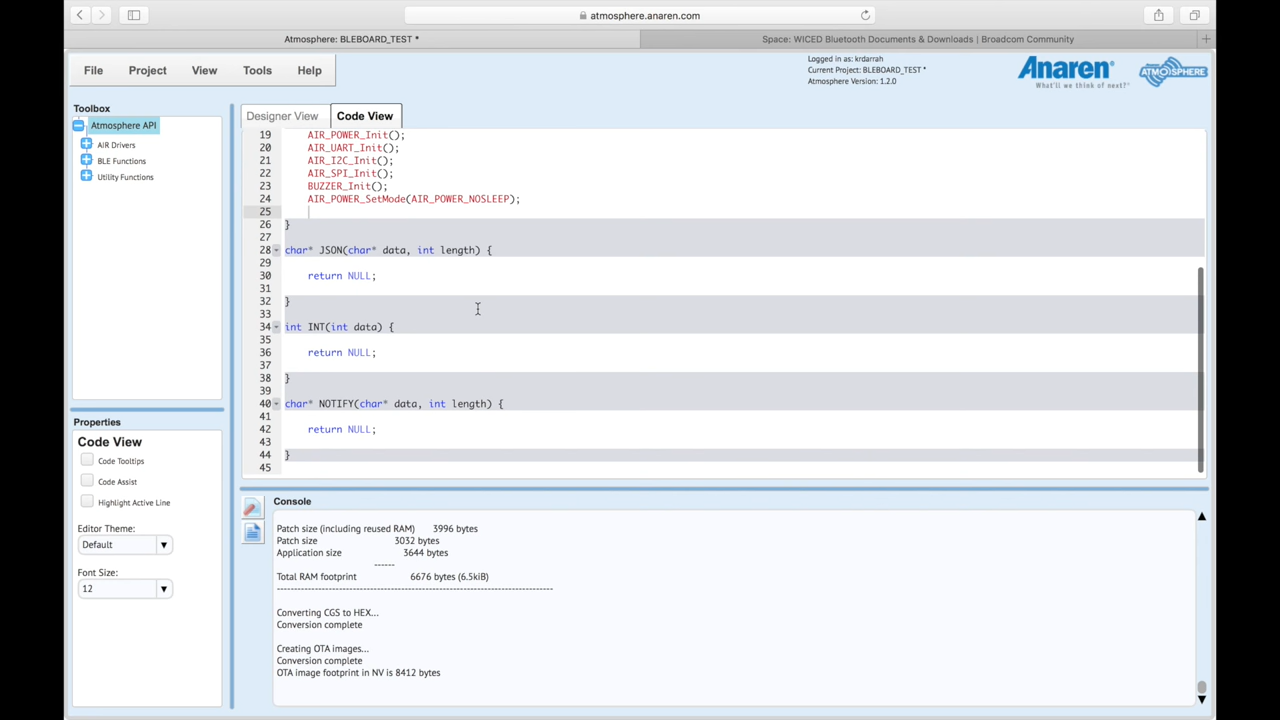 atmosphere.anaren.com
Atmosphere: BLEBOARD_TEST *
Space: WICED Bluetooth Documents & Downloads | Broadcom Community
File Project View Tools Help
Logged in as: krdarrah
Current Project: BLEBOARD_TEST *
Atmosphere Version: 1.2.0
Anaren
What'll we think of next?
ATMOSPHERE
Toolbox
Atmosphere API
AIR Drivers
BLE Functions
Utility Functions
Designer View Code View
19 AIR_POWER_Init();
20 AIR_UART_Init();
21 AIR_I2C_Init();
22 AIR_SPI_Init();
23 BUZZER_Init();
24 AIR_POWER_SetMode(AIR_POWER_NOSLEEP);
25
26 }
27
28 char* JSON(char* data, int length) {
29
30 return NULL;
31
32 }
33
34 int INT(int data) {
35
36 return NULL;
37
38 }
39
40 char* NOTIFY(char* data, int length) {
41
42 return NULL;
43
44 }
45
Properties
Code View
Code Tooltips
Code Assist
Highlight Active Line
Editor Theme:
Default
Font Size:
12
Console
Patch size (including reused RAM) 3996 bytes
Patch size 3032 bytes
Application size 3644 bytes
------
Total RAM footprint 6676 bytes (6.5kiB)
--------------------------------------------------------------------------------
Converting CGS to HEX...
Conversion complete
Creating OTA images...
Conversion complete
OTA image footprint in NV is 8412 bytes